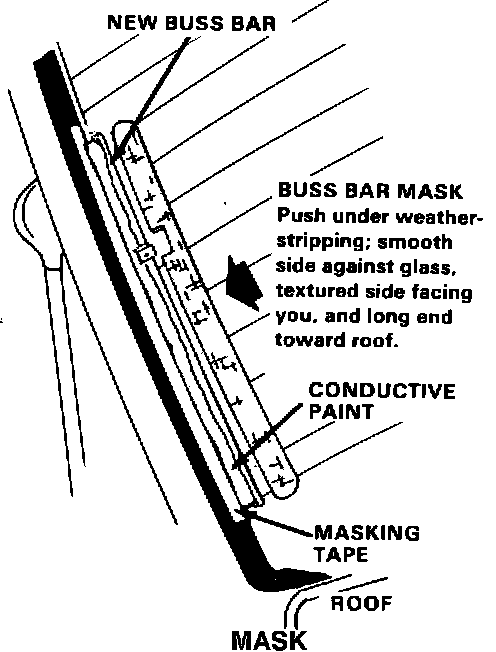 NEW BUSS BAR
BUSS BAR MASK
Push under weather-
stripping; smooth
side against glass,
textured side facing
you, and long end
toward roof.
CONDUCTIVE
PAINT
MASKING
TAPE
ROOF
MASK